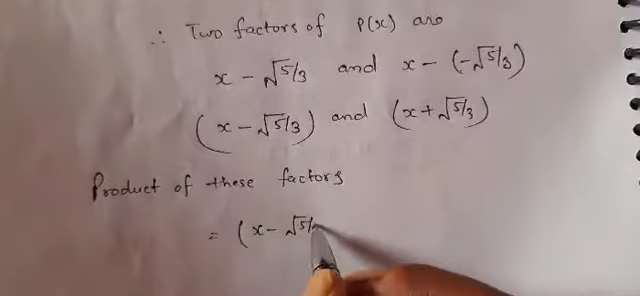 ∴ Two factors of P(x) are
x - √5/3 and x - (-√5/3)
(x - √5/3) and (x + √5/3)
Product of these factors
= (x - √5/